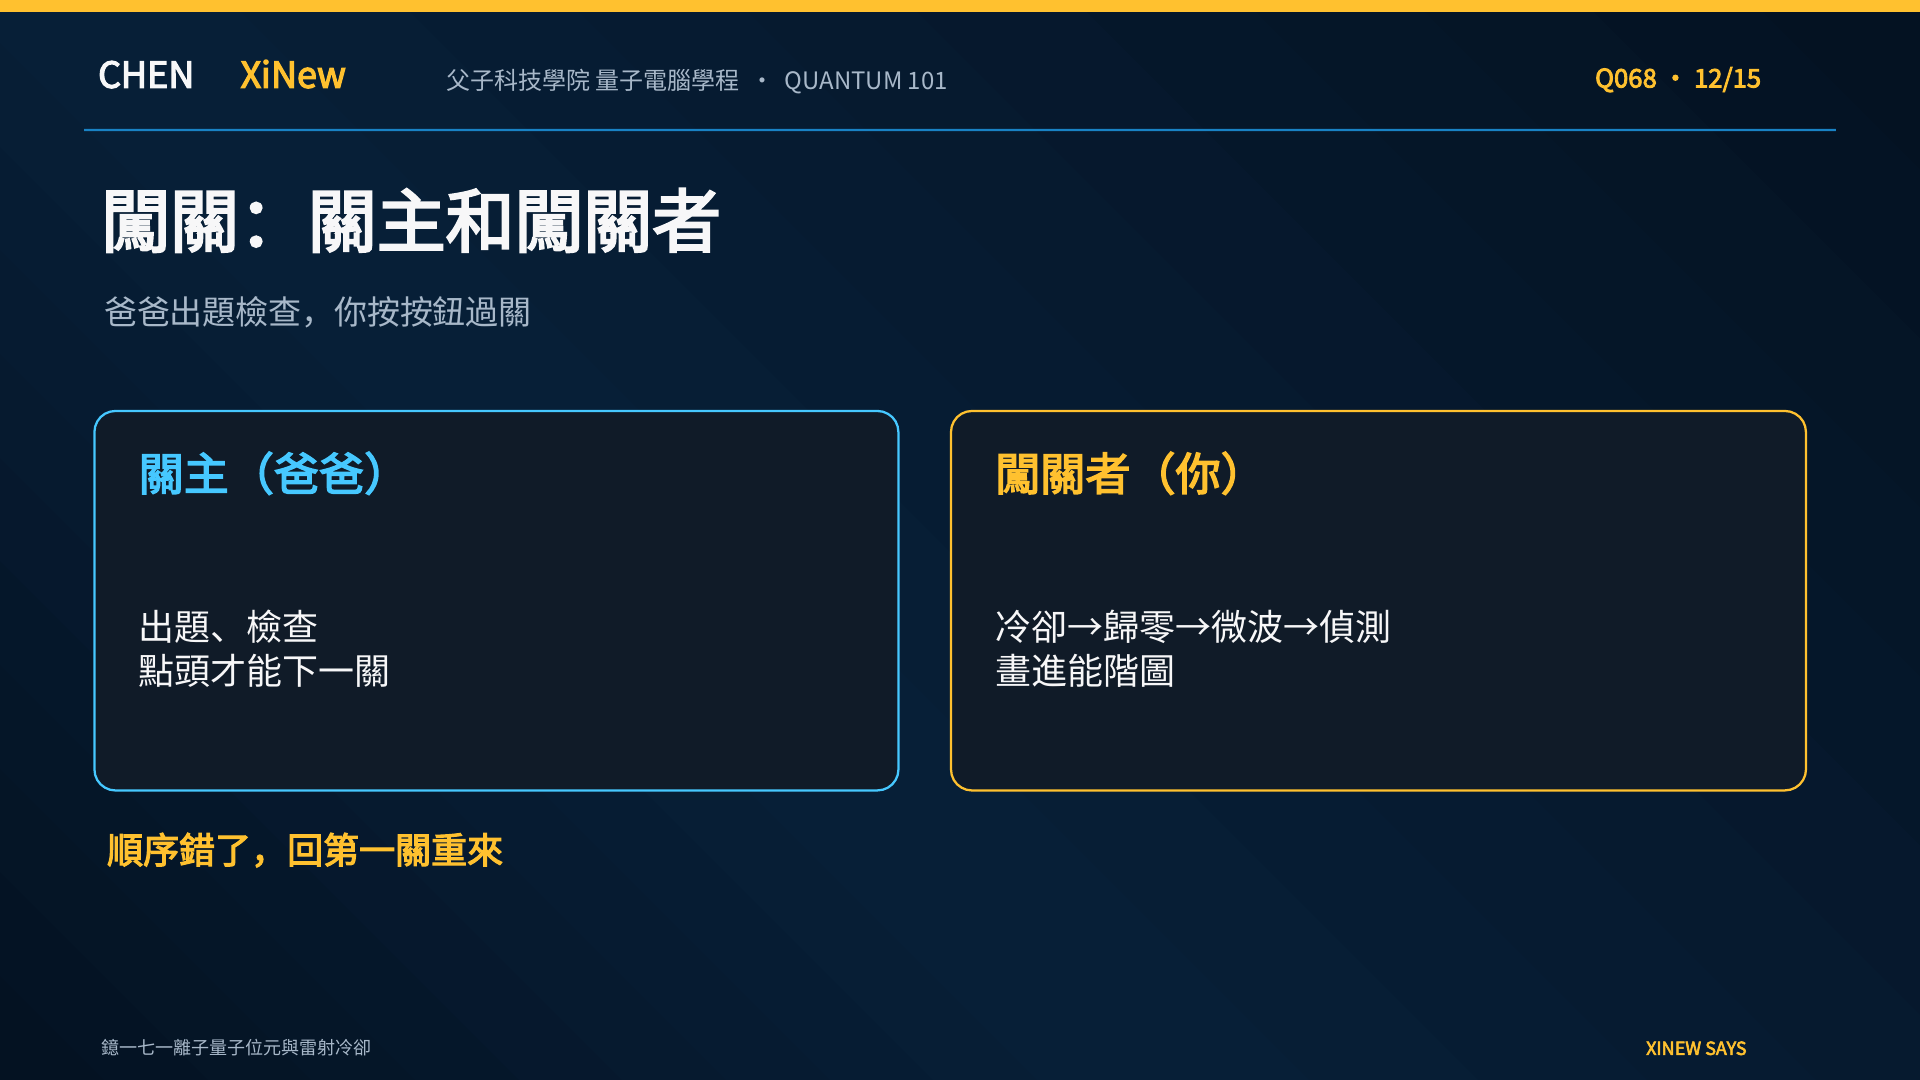 CHEN XiNew 父子科技學院 量子電腦學程 • QUANTUM 101 Q068 • 12/15
闖關：關主和闖關者
爸爸出題檢查，你按按鈕過關
關主（爸爸）
出題、檢查
點頭才能下一關
闖關者（你）
冷卻→歸零→微波→偵測
畫進能階圖
順序錯了，回第一關重來
鐿一七一離子量子位元與雷射冷卻
XINEW SAYS